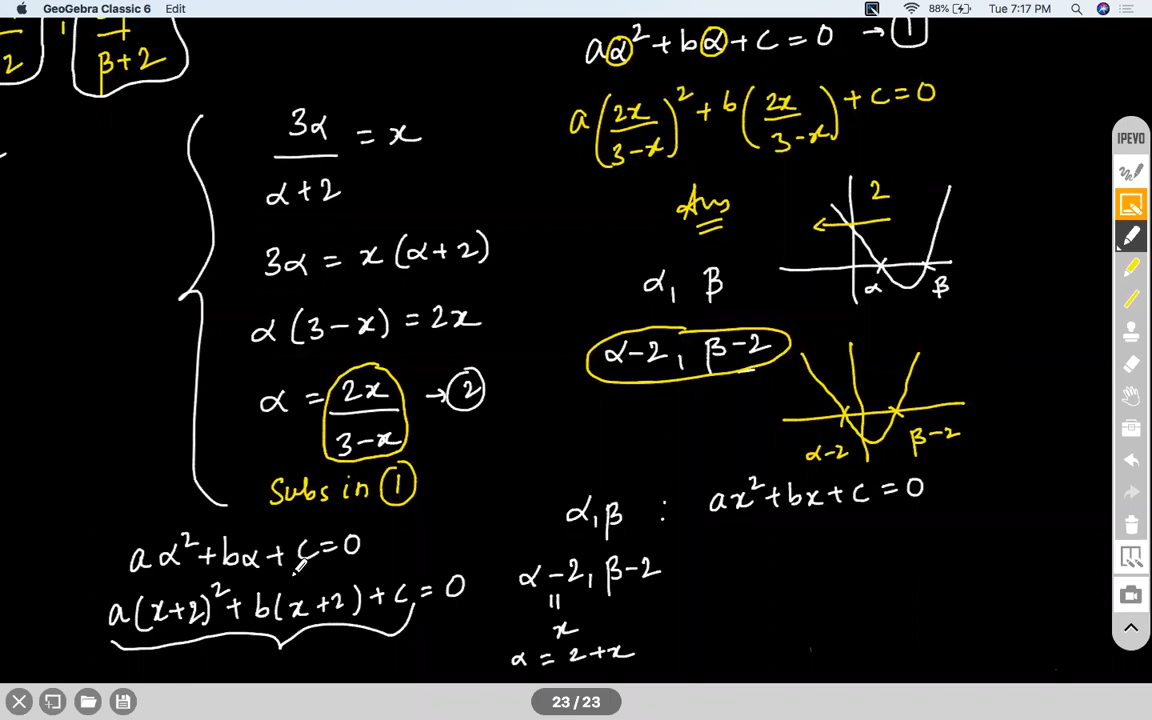 GeoGebra Classic 6 Edit 88% Tue 7:17 PM
2
β+2
aα² + bα + c = 0 → 1
a(2x/3-x)² + b(2x/3-x) + c = 0
3α/α+2 = x
3α = x(α+2)
α(3-x) = 2x
α = 2x/3-x → 2
Subs in 1
aα² + bα + c = 0
a(x+2)² + b(x+2) + c = 0
Ans
2
α β
α, β
α-2, β-2
α-2 β-2
α, β : ax² + bx + c = 0
α-2, β-2
=
x
α = 2+x
IPEVO
23 / 23